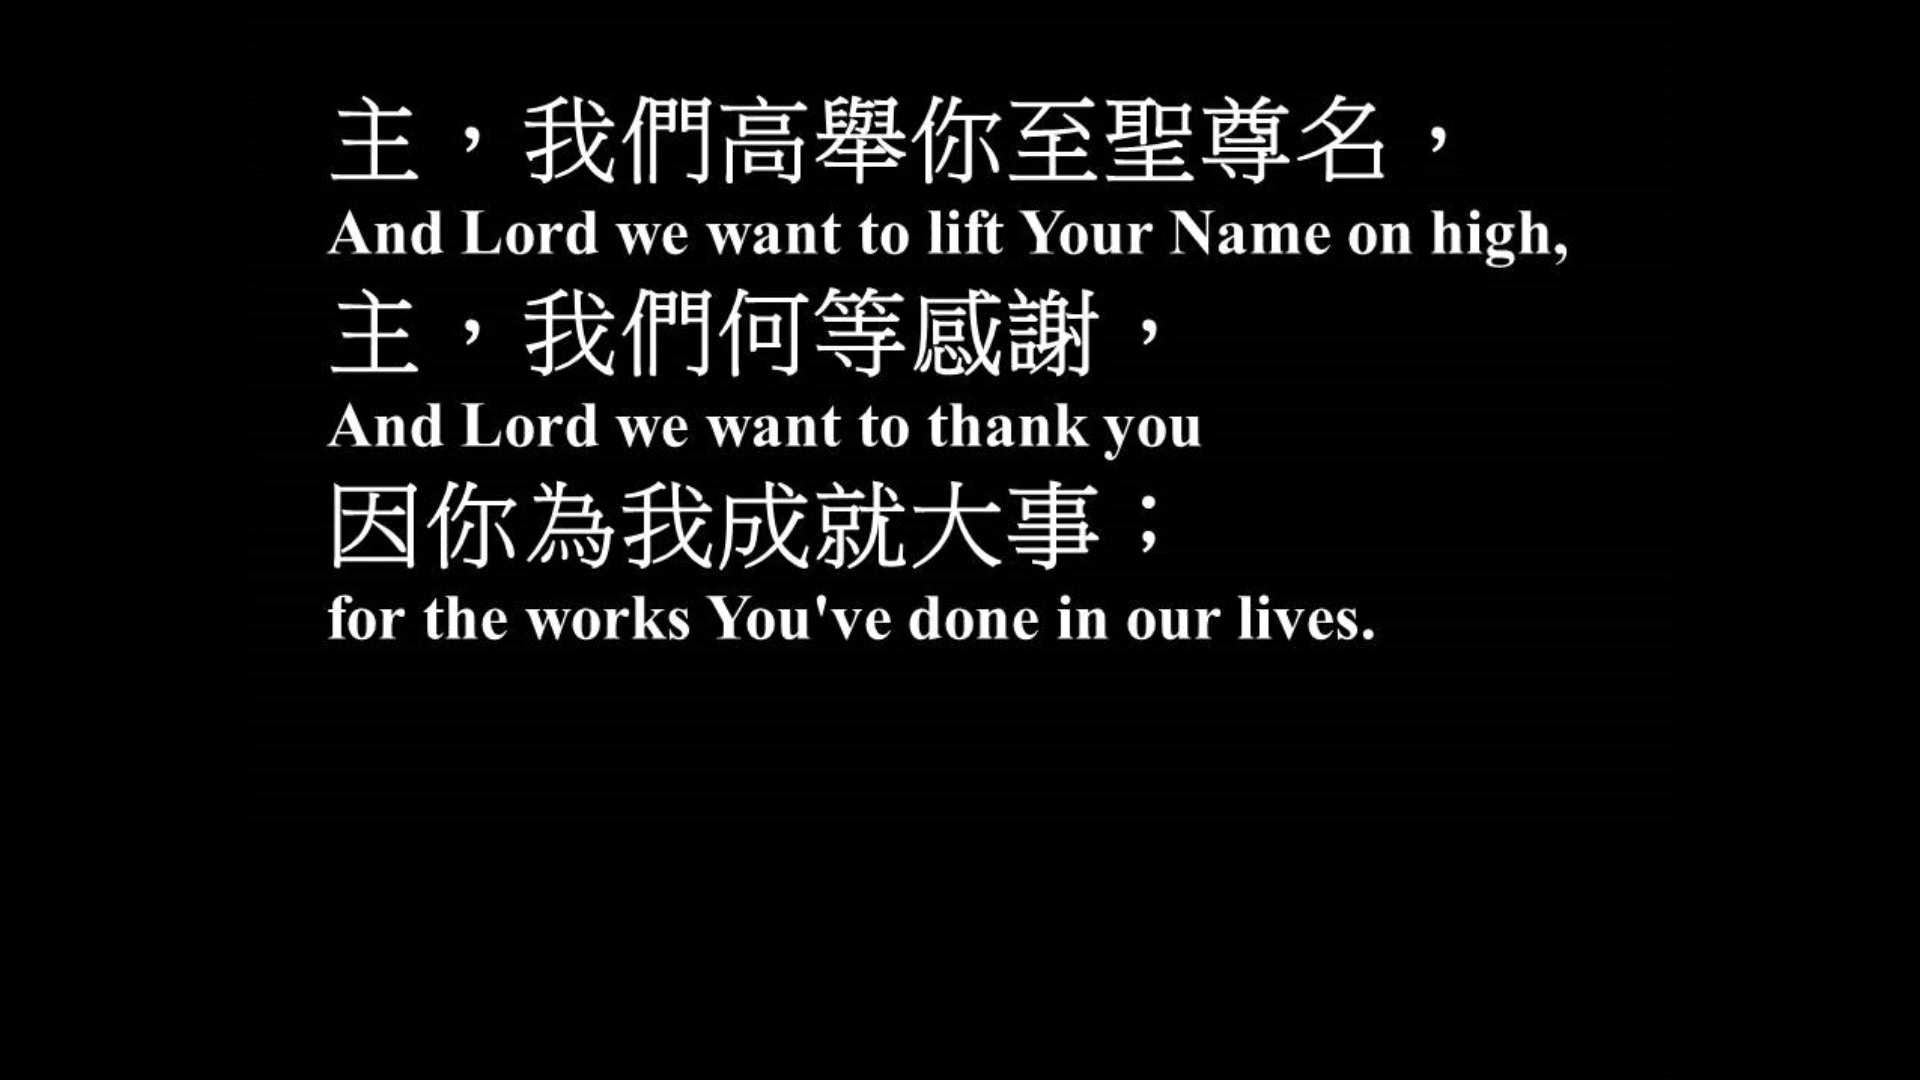 主，我們高舉你至聖尊名，
And Lord we want to lift Your Name on high,
主，我們何等感謝，
And Lord we want to thank you
因你為我成就大事；
for the works You've done in our lives.